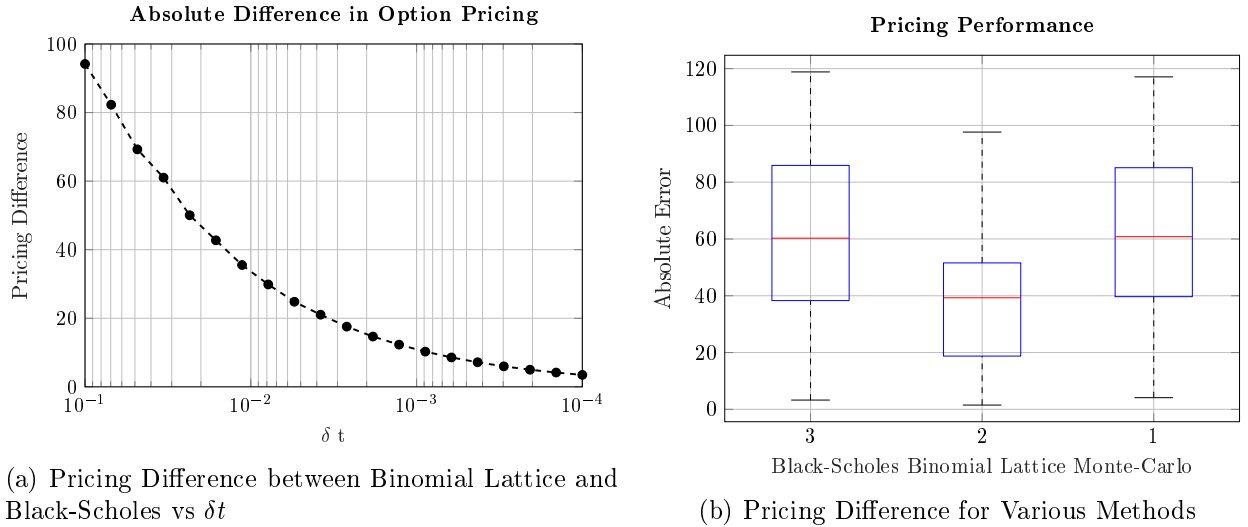 Absolute Difference in Option Pricing
100
80
60
40
20
0
Pricing Difference
10^{-1}
10^{-2}
10^{-3}
10^{-4}
δ t
(a) Pricing Difference between Binomial Lattice and
Black-Scholes vs δt
Pricing Performance
120
100
80
60
40
20
0
Absolute Error
3
2
1
Black-Scholes Binomial Lattice Monte-Carlo
(b) Pricing Difference for Various Methods